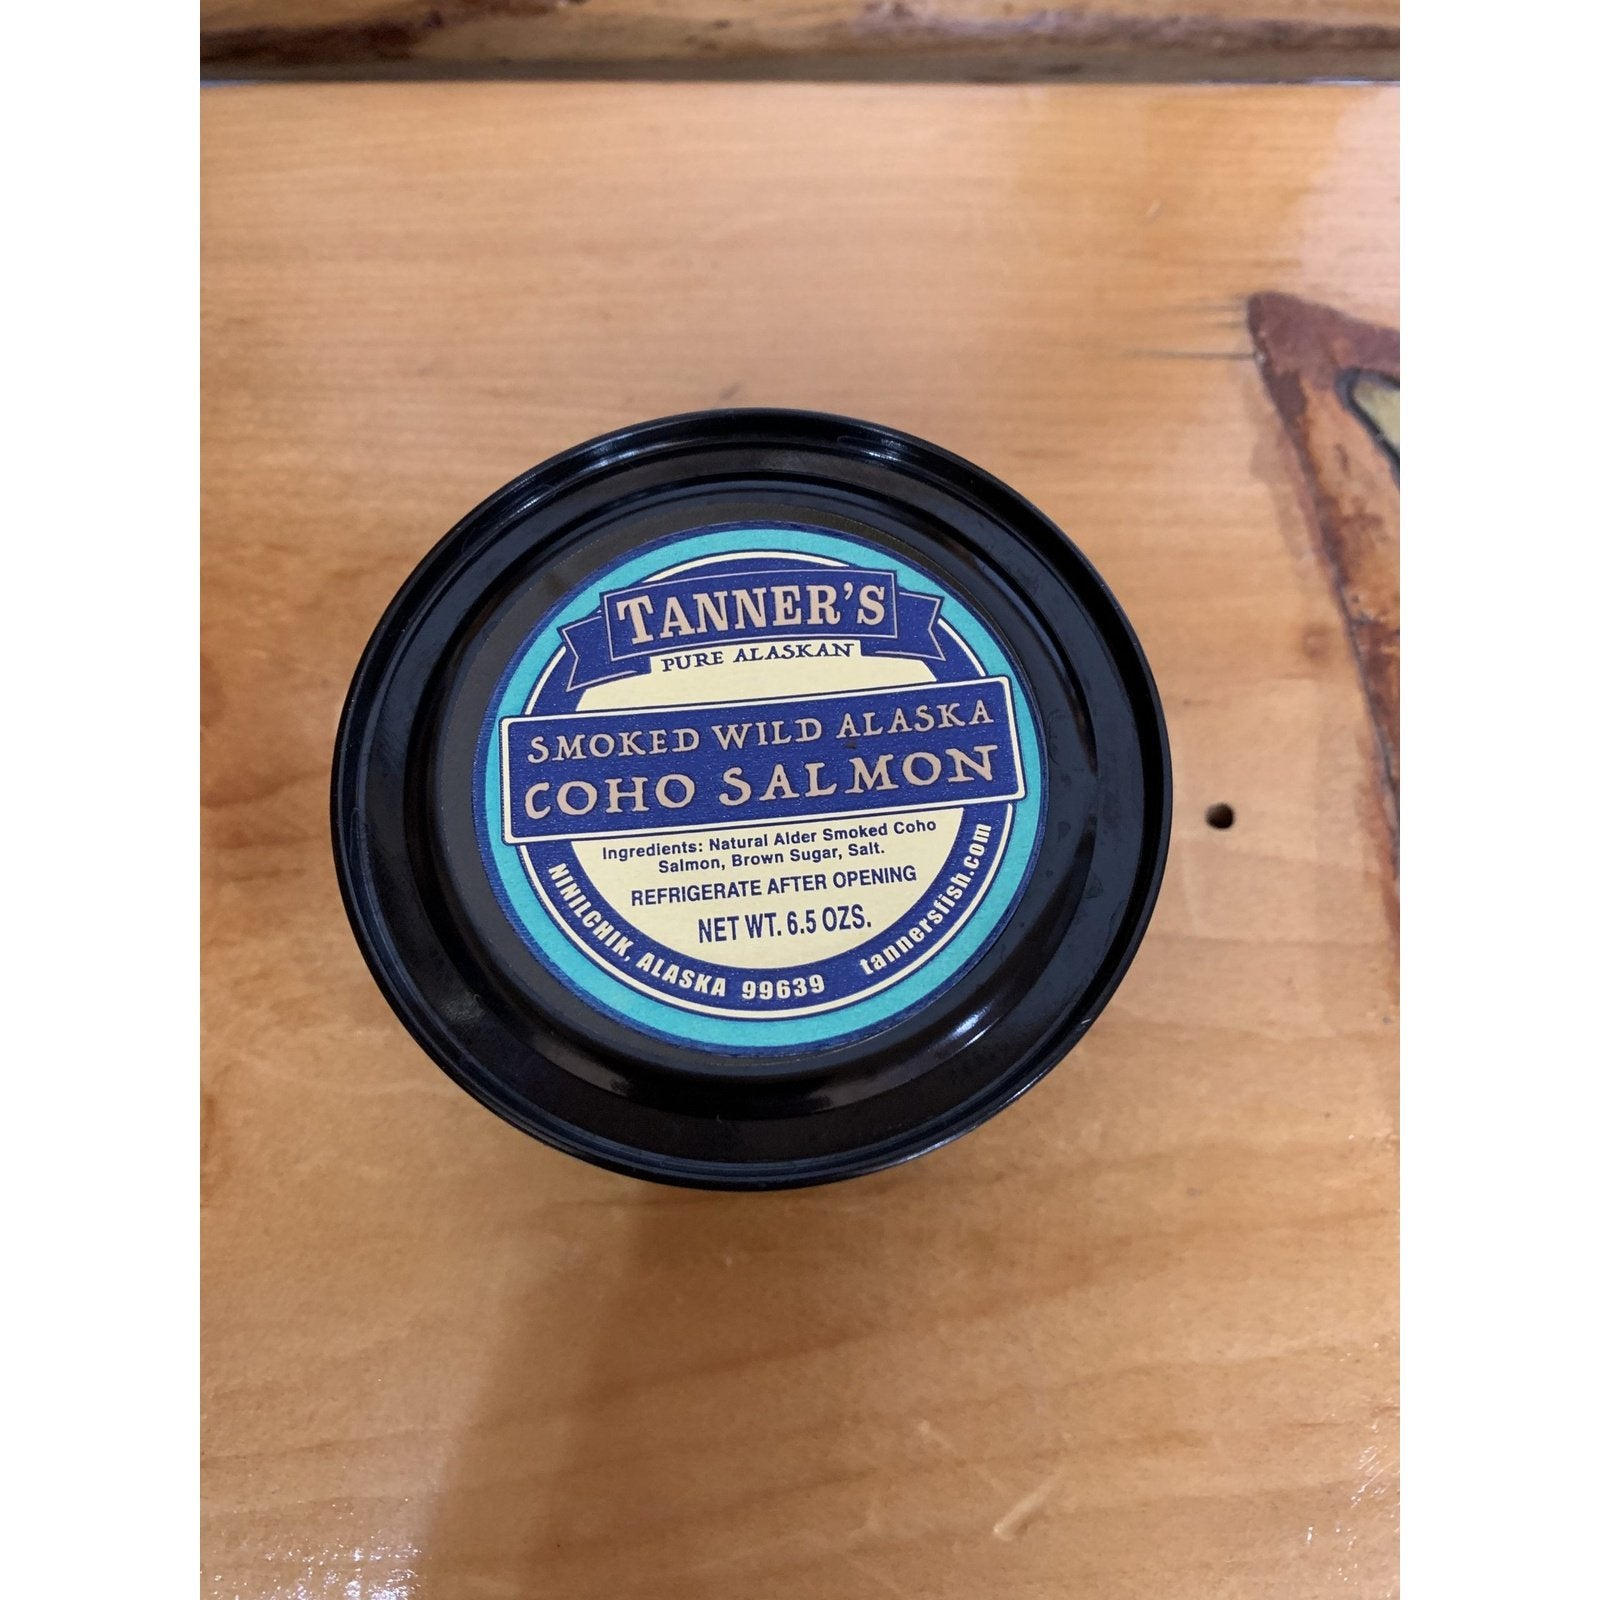 TANNER'S
PURE ALASKAN
SMOKED WILD ALASKA
COHO SALMON
Ingredients: Natural Alder Smoked Coho
Salmon, Brown Sugar, Salt.
REFRIGERATE AFTER OPENING
NET WT. 6.5 OZS.
NINILCHIK, ALASKA 99639
tannersfish.com